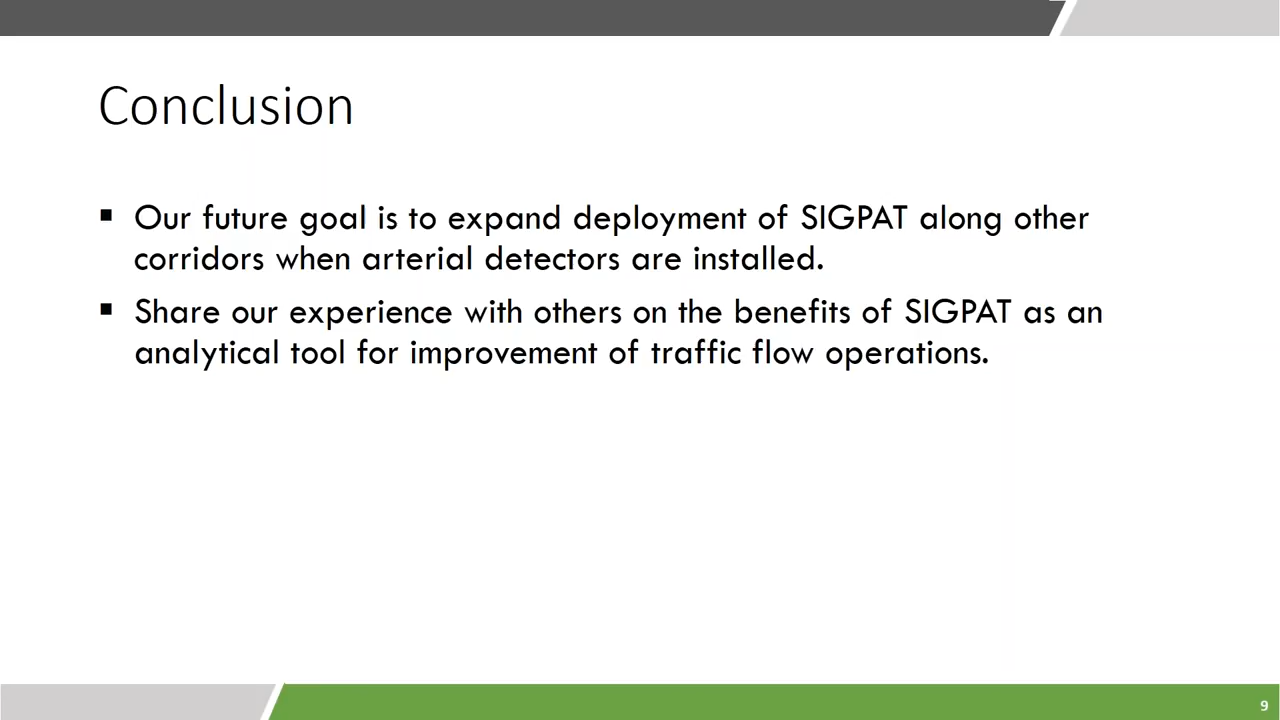 Conclusion
▪ Our future goal is to expand deployment of SIGPAT along other
corridors when arterial detectors are installed.
▪ Share our experience with others on the benefits of SIGPAT as an
analytical tool for improvement of traffic flow operations.
9